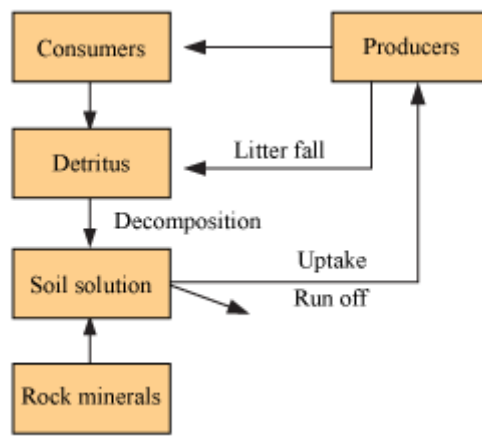 Consumers
Producers
Litter fall
Detritus
Decomposition
Uptake
Soil solution
Run off
Rock minerals